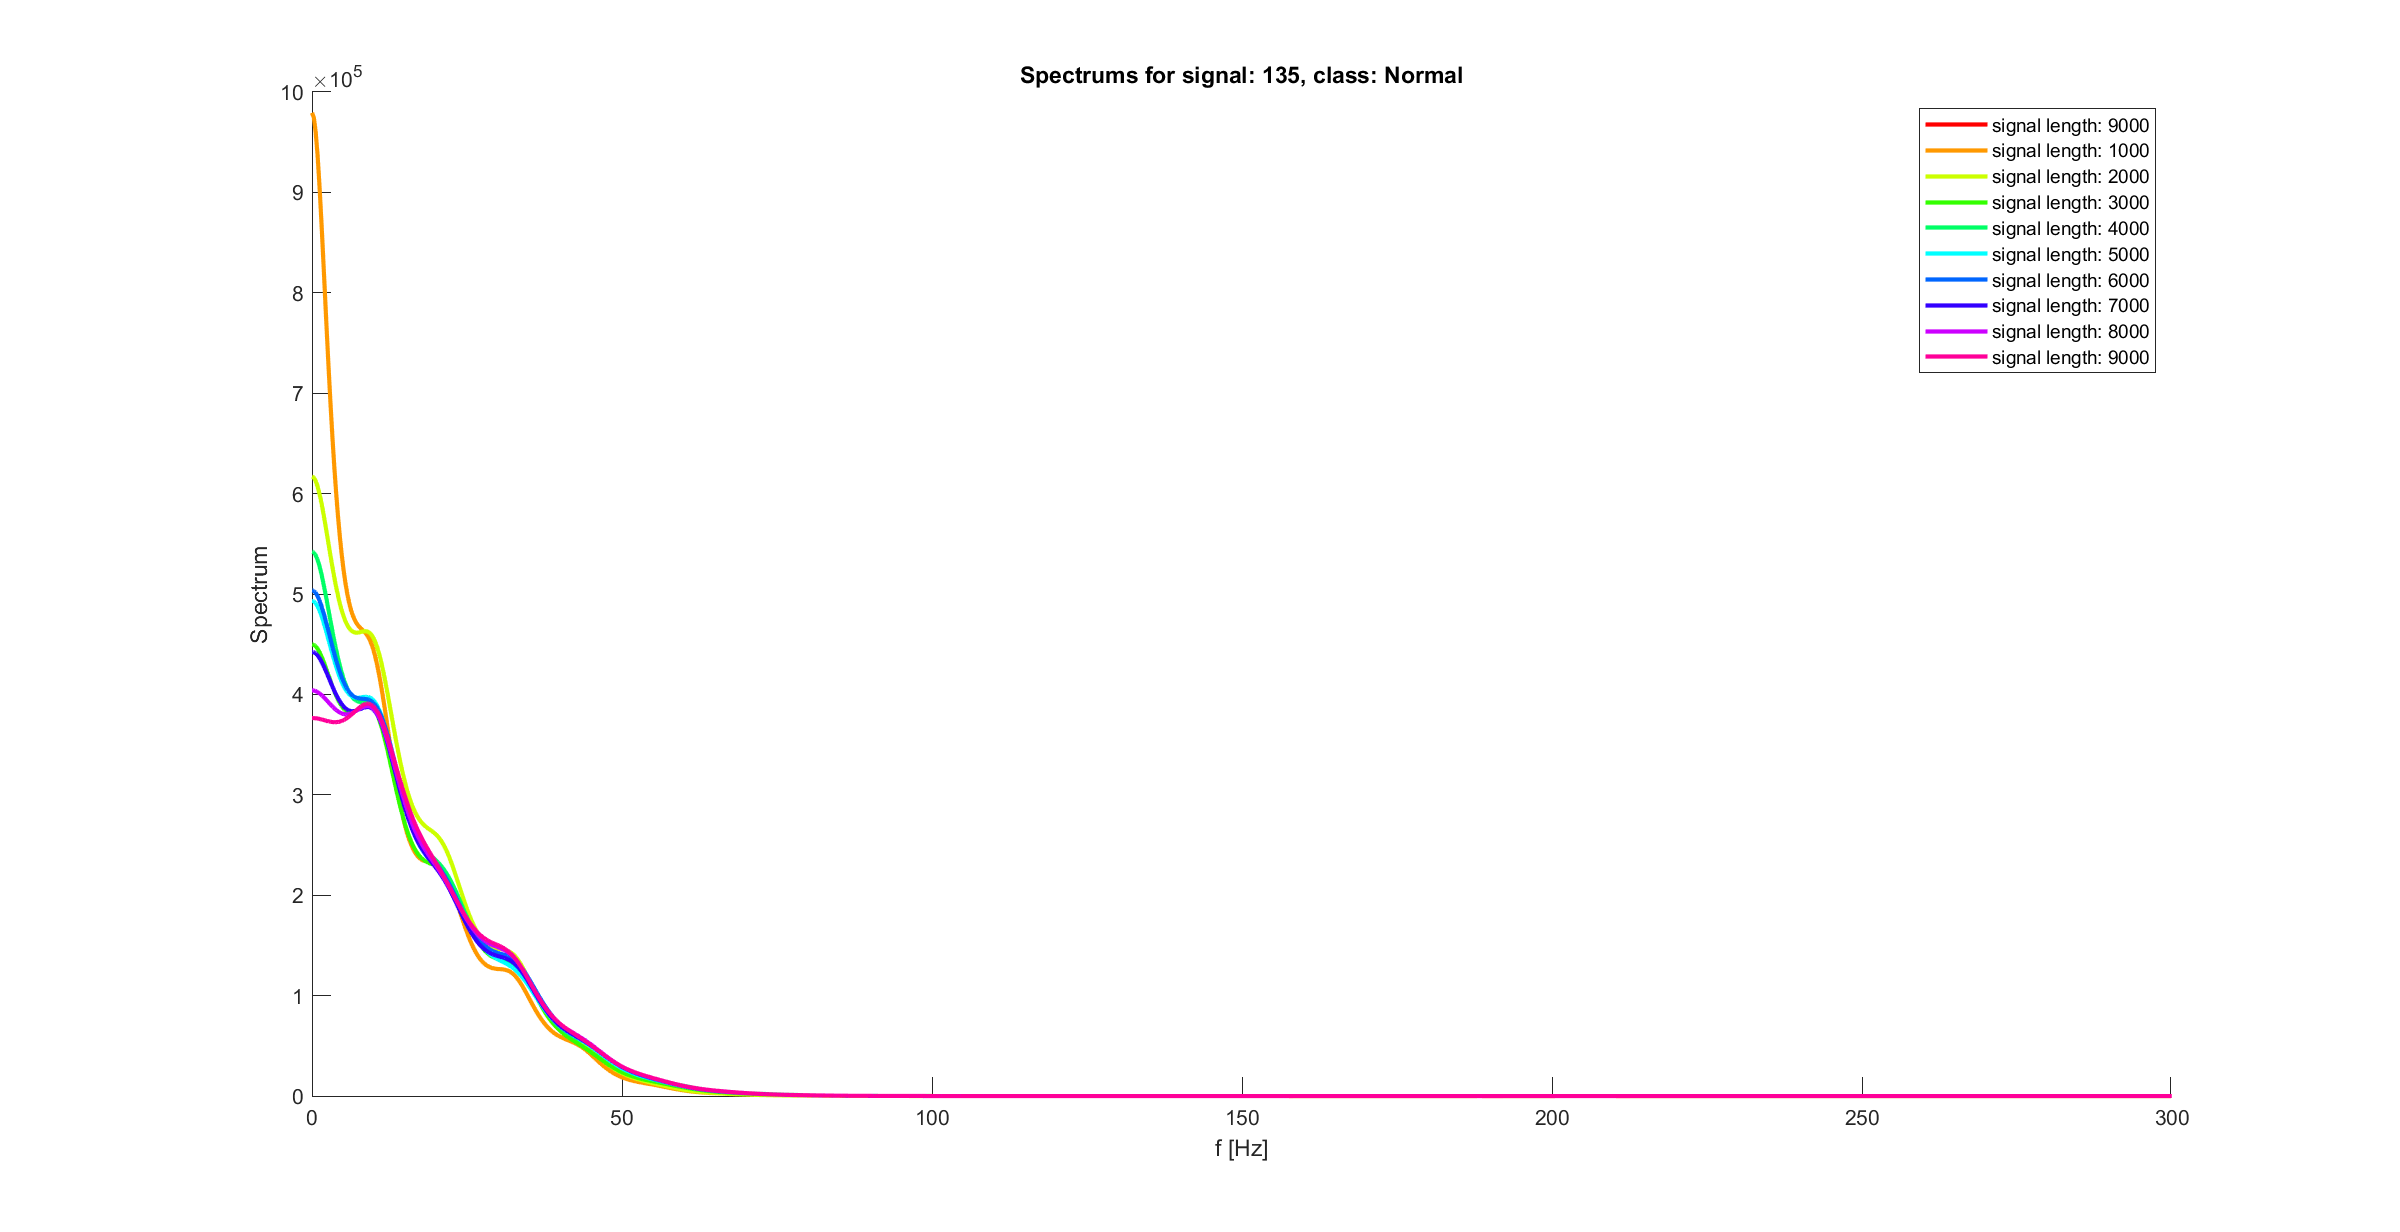 Spectrums for signal: 135, class: Normal
×10^5
10
9
8
7
6
5
4
3
2
1
0
Spectrum
0 50 100 150 200 250 300
f [Hz]
signal length: 9000
signal length: 1000
signal length: 2000
signal length: 3000
signal length: 4000
signal length: 5000
signal length: 6000
signal length: 7000
signal length: 8000
signal length: 9000